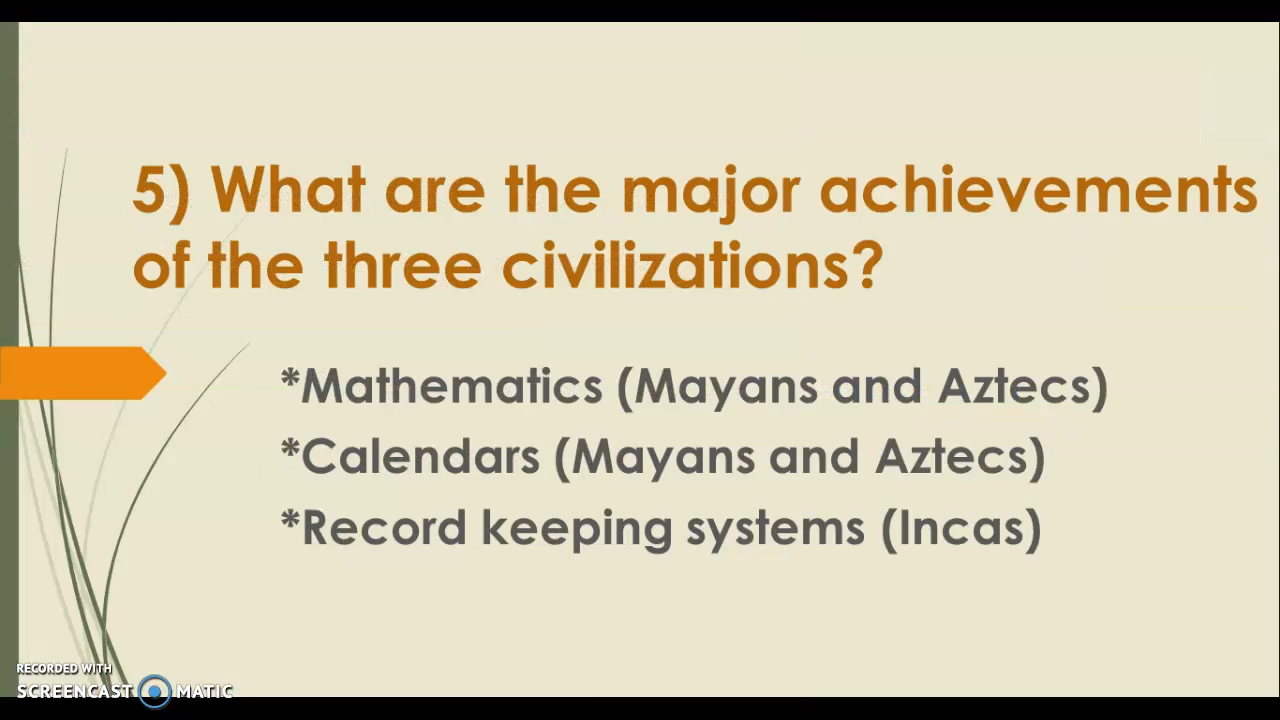 5) What are the major achievements
of the three civilizations?
*Mathematics (Mayans and Aztecs)
*Calendars (Mayans and Aztecs)
*Record keeping systems (Incas)
RECORDED WITH
SCREENCAST MATIC